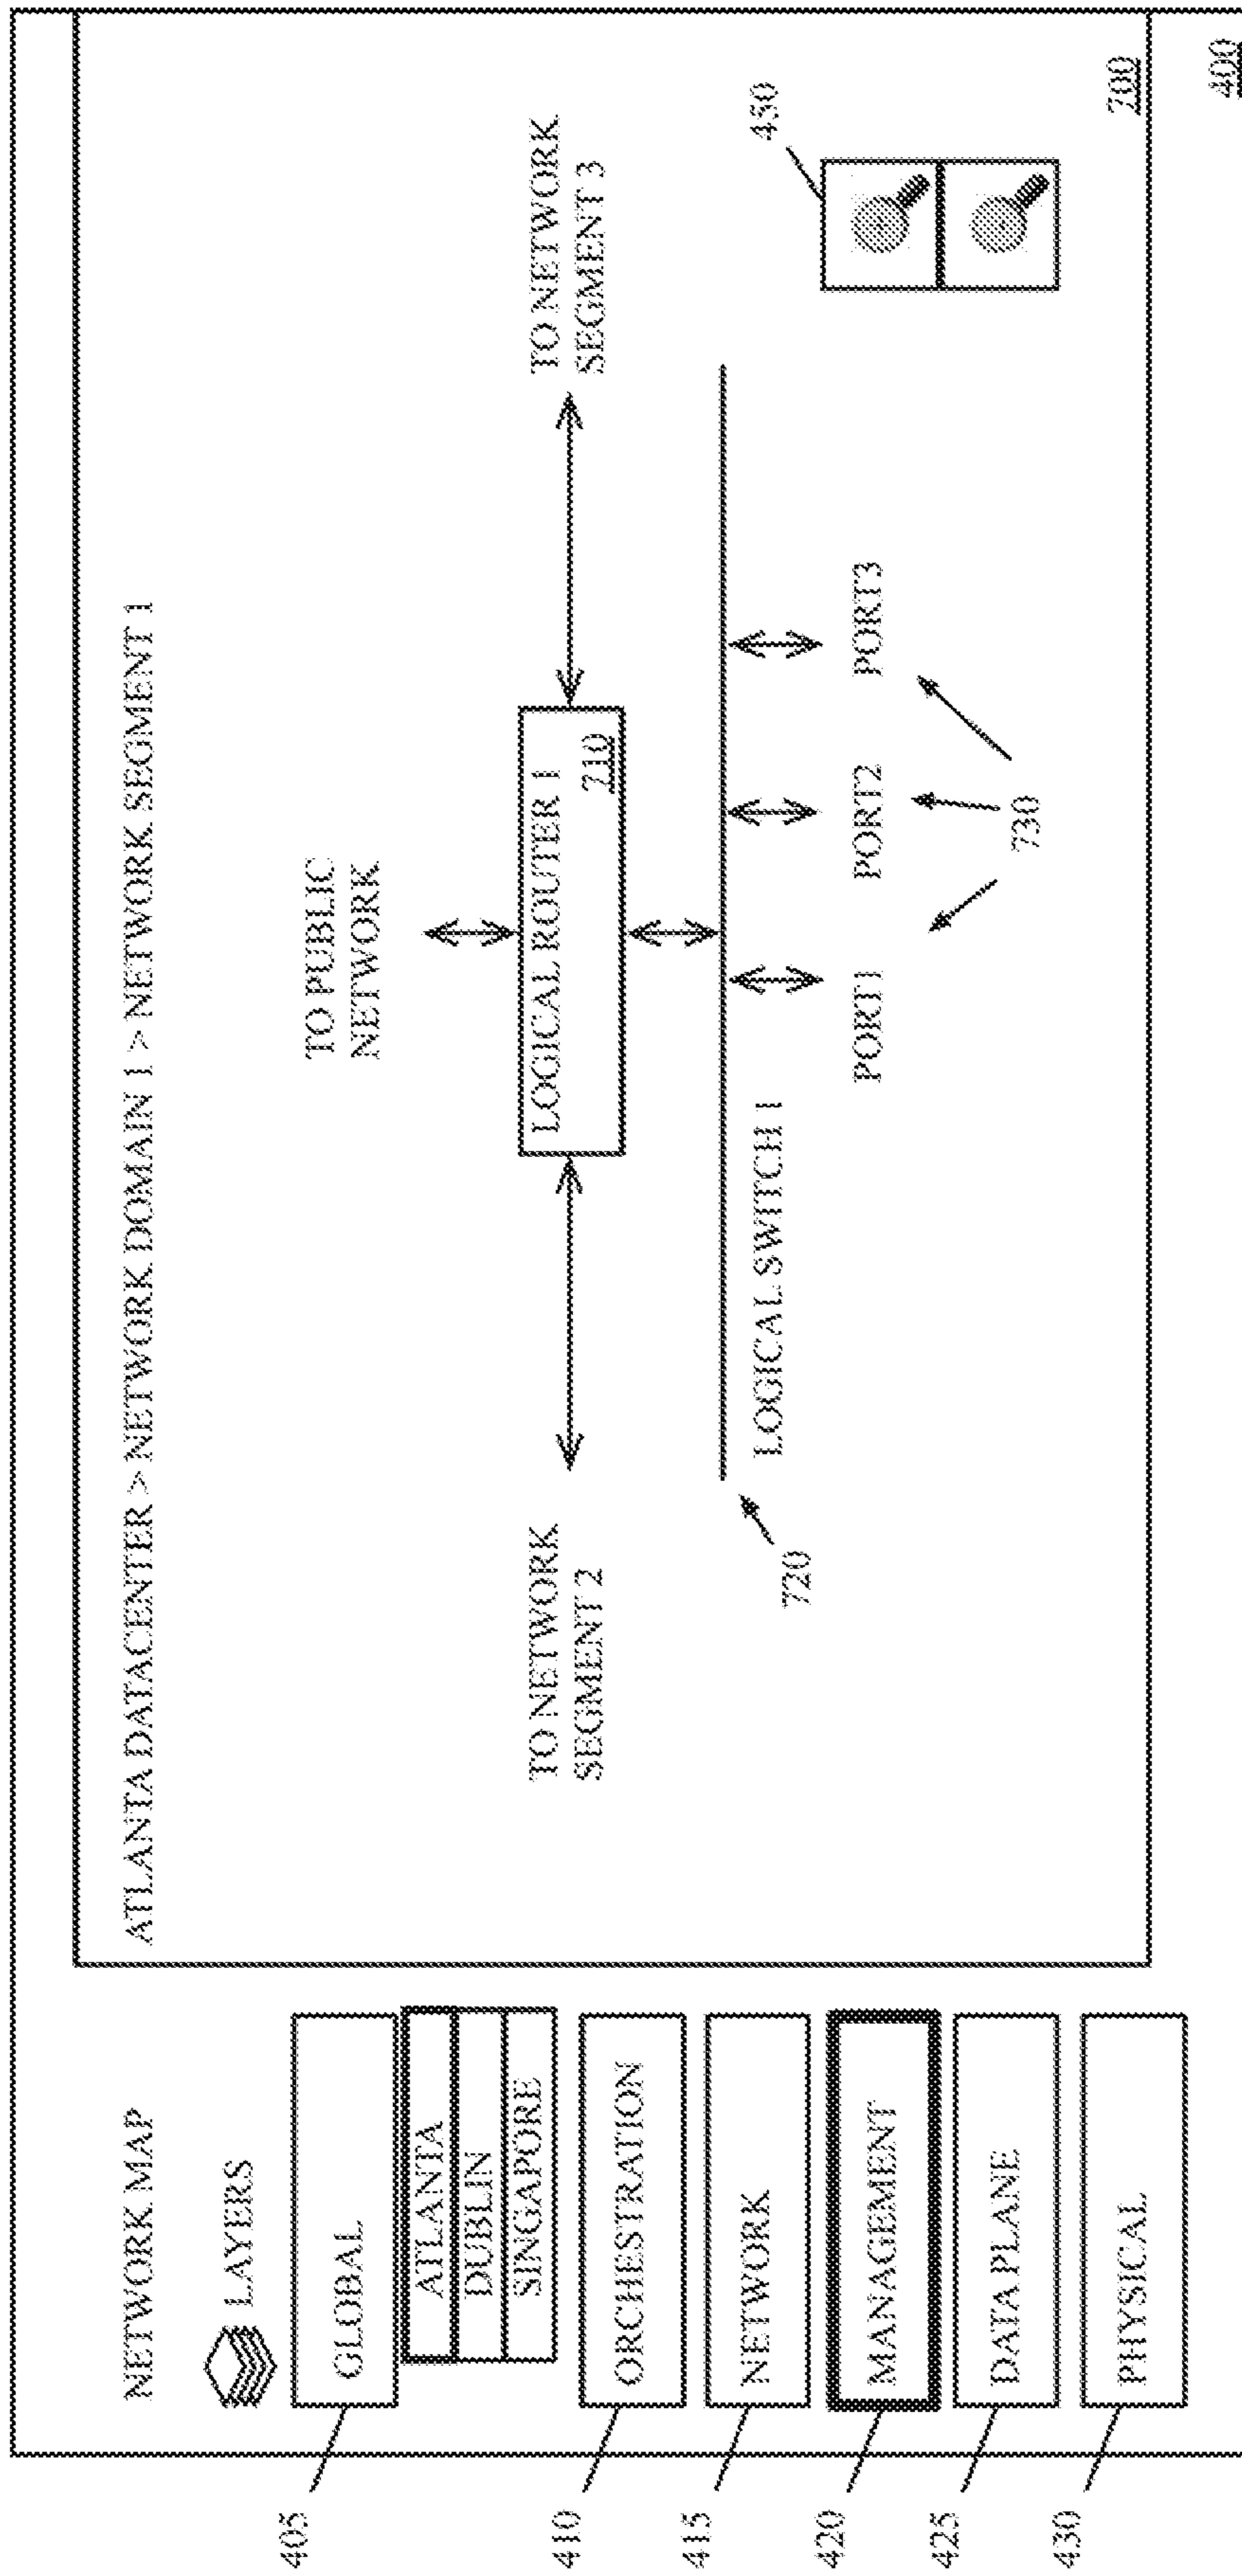 NETWORK MAP
LAYERS
GLOBAL
ATLANTA
DUBLIN
SINGAPORE
ORCHESTRATION
NETWORK
MANAGEMENT
DATA PLANE
PHYSICAL
405
410
415
420
425
430
ATLANTA DATACENTER > NETWORK DOMAIN 1 > NETWORK SEGMENT 1
TO PUBLIC
NETWORK
TO NETWORK
SEGMENT 2
LOGICAL ROUTER 1
710
TO NETWORK
SEGMENT 3
LOGICAL SWITCH 1
720
PORT1
PORT2
PORT3
730
450
700
400